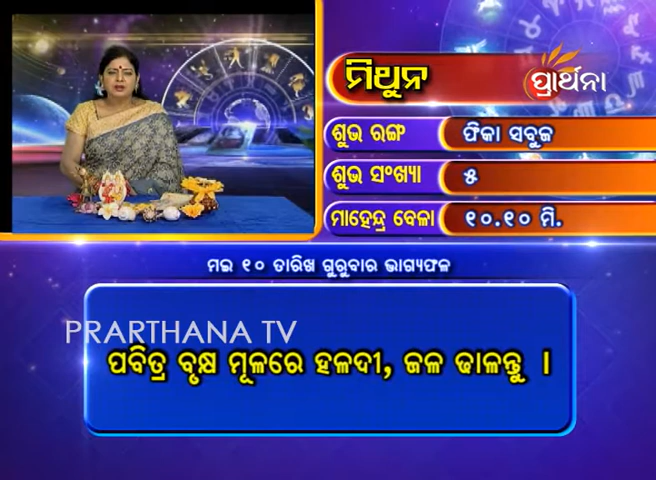 ମିଥୁନ
ପ୍ରାର୍ଥନା
ଶୁଭ ରଙ୍ଗ ଫିକା ସବୁଜ
ଶୁଭ ସଂଖ୍ୟା ୫
ମାହେନ୍ଦ୍ର ବେଳା ୧୦.୧୦ ମି.
ମଇ ୧୦ ତାରିଖ ଗୁରୁବାର ଭାଗ୍ୟଫଳ
PRARTHANA TV
ପବିତ୍ର ବୃକ୍ଷ ମୂଳରେ ହଳଦୀ, ଜଳ ଢାଳନ୍ତୁ ।